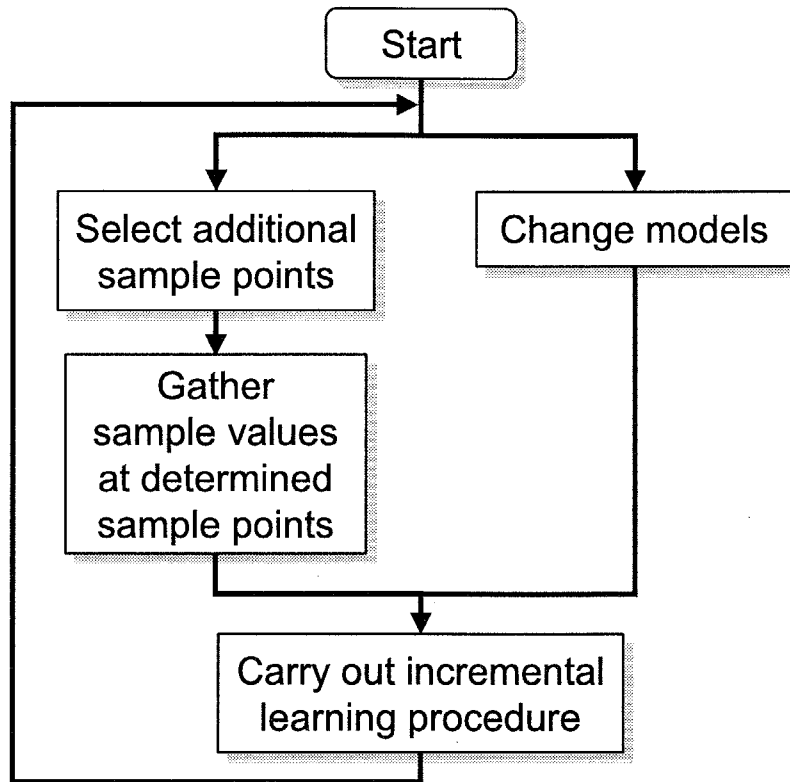 Start
Select additional
sample points
Change models
Gather
sample values
at determined
sample points
Carry out incremental
learning procedure